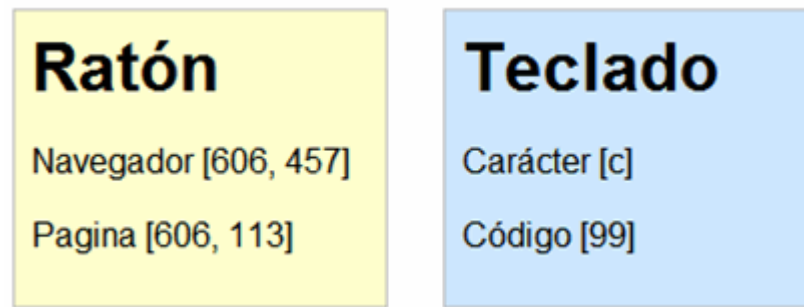 Ratón
Navegador [606, 457]
Pagina [606, 113]
Teclado
Carácter [c]
Código [99]